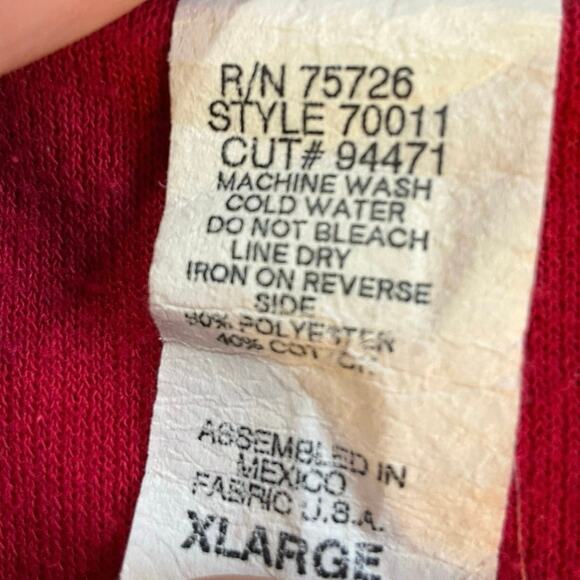 R/N 75726
STYLE 70011
CUT# 94471
MACHINE WASH
COLD WATER
DO NOT BLEACH
LINE DRY
IRON ON REVERSE
SIDE
POLYESTER
40% COTTON
ASSEMBLED IN
MEXICO
FABRIC U.S.A.
XLARGE